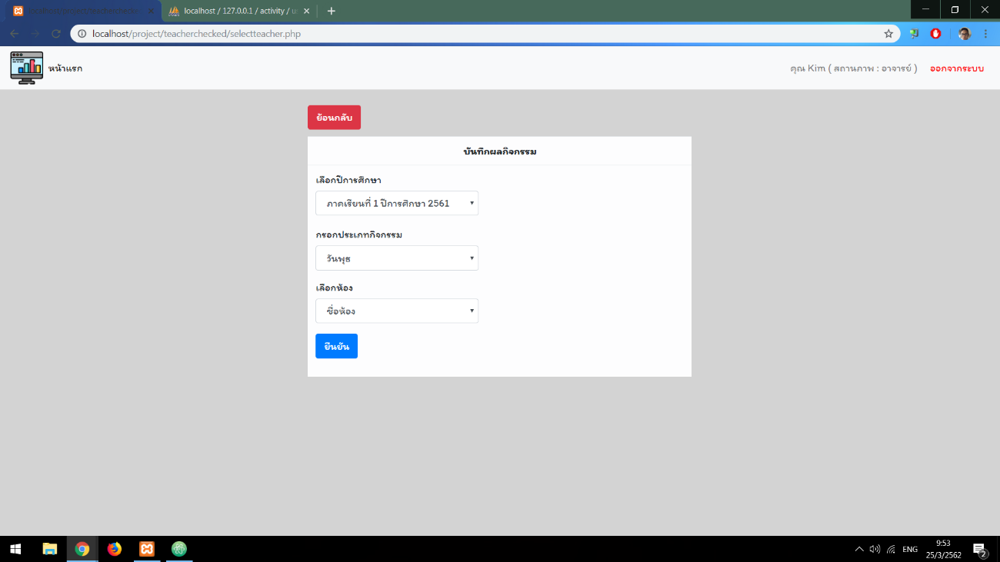 localhost / 127.0.0.1 / activity / u
localhost/project/teacherchecked/selectteacher.php
หน้าแรก
คุณ Kim ( สถานภาพ : อาจารย์ ) ออกจากระบบ
ย้อนกลับ
บันทึกผลกิจกรรม
เลือกปีการศึกษา
ภาคเรียนที่ 1 ปีการศึกษา 2561
กรอกประเภทกิจกรรม
วันพุธ
เลือกห้อง
ชื่อห้อง
ยืนยัน
ENG
9:53
25/3/2562
2